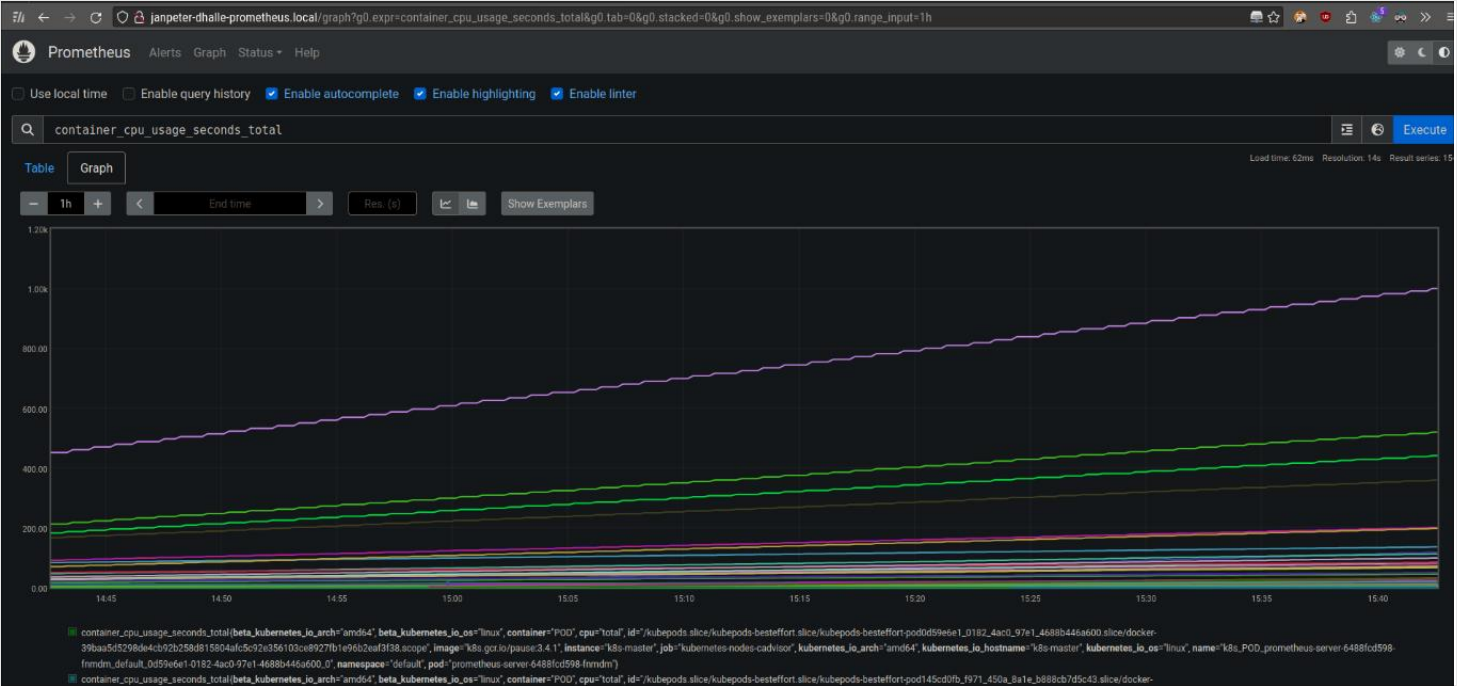 janpeter-dhalle-prometheus.local/graph?g0.expr=container_cpu_usage_seconds_total&g0.tab=0&g0.stacked=0&g0.show_exemplars=0&g0.range_input=1h
Prometheus Alerts Graph Status Help
Use local time Enable query history Enable autocomplete Enable highlighting Enable linter
container_cpu_usage_seconds_total Execute
Table Graph
Load time: 62ms Resolution: 14s Result series:
− 1h + End time Res. (s) Show Exemplars
1.20k
1.00k
800.00
600.00
400.00
200.00
0.00
14:45 14:50 14:55 15:00 15:05 15:10 15:15 15:20 15:25 15:30 15:35 15:40
container_cpu_usage_seconds_total{beta_kubernetes_io_arch="amd64", beta_kubernetes_io_os="linux", container="POD", cpu="total", id="/kubepods.slice/kubepods-besteffort.slice/kubepods-besteffort-pod0d59e6e1_0182_4ac0_97e1_4688b446a600.slice/docker-
39baa5d5298de4cb92b258d815804afc5c92e356103ce8927fb1e96b2eaf3f38.scope", image="k8s.gcr.io/pause:3.4.1", instance="k8s-master", job="kubernetes-nodes-cadvisor", kubernetes_io_arch="amd64", kubernetes_io_hostname="k8s-master", kubernetes_io_os="linux", name="k8s_POD_prometheus-server-6488fcd598-
fnmdm_default_0d59e6e1-0182-4ac0-97e1-4688b446a600_0", namespace="default", pod="prometheus-server-6488fcd598-fnmdm"}
container_cpu_usage_seconds_total{beta_kubernetes_io_arch="amd64", beta_kubernetes_io_os="linux", container="POD", cpu="total", id="/kubepods.slice/kubepods-besteffort.slice/kubepods-besteffort-pod145cd0fb_f971_450a_8a1e_b888cb7d5c43.slice/docker-